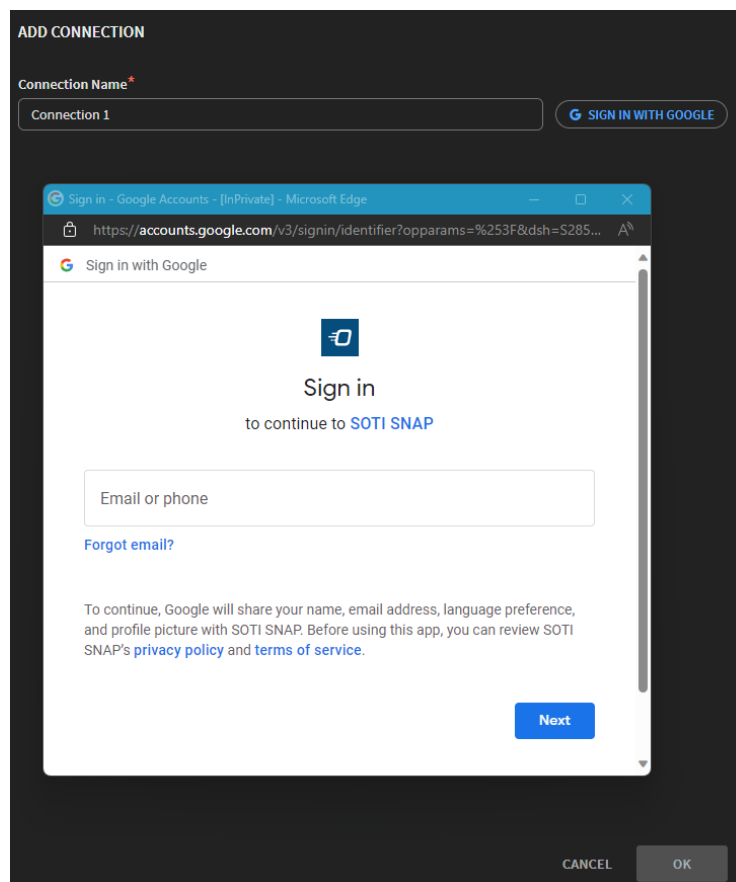 ADD CONNECTION
Connection Name*
Connection 1
SIGN IN WITH GOOGLE
Sign in - Google Accounts - [InPrivate] - Microsoft Edge
https://accounts.google.com/v3/signin/identifier?opparams=%253F&dsh=S285...
Sign in with Google
Sign in
to continue to SOTI SNAP
Email or phone
Forgot email?
To continue, Google will share your name, email address, language preference,
and profile picture with SOTI SNAP. Before using this app, you can review SOTI
SNAP's privacy policy and terms of service.
Next
CANCEL OK